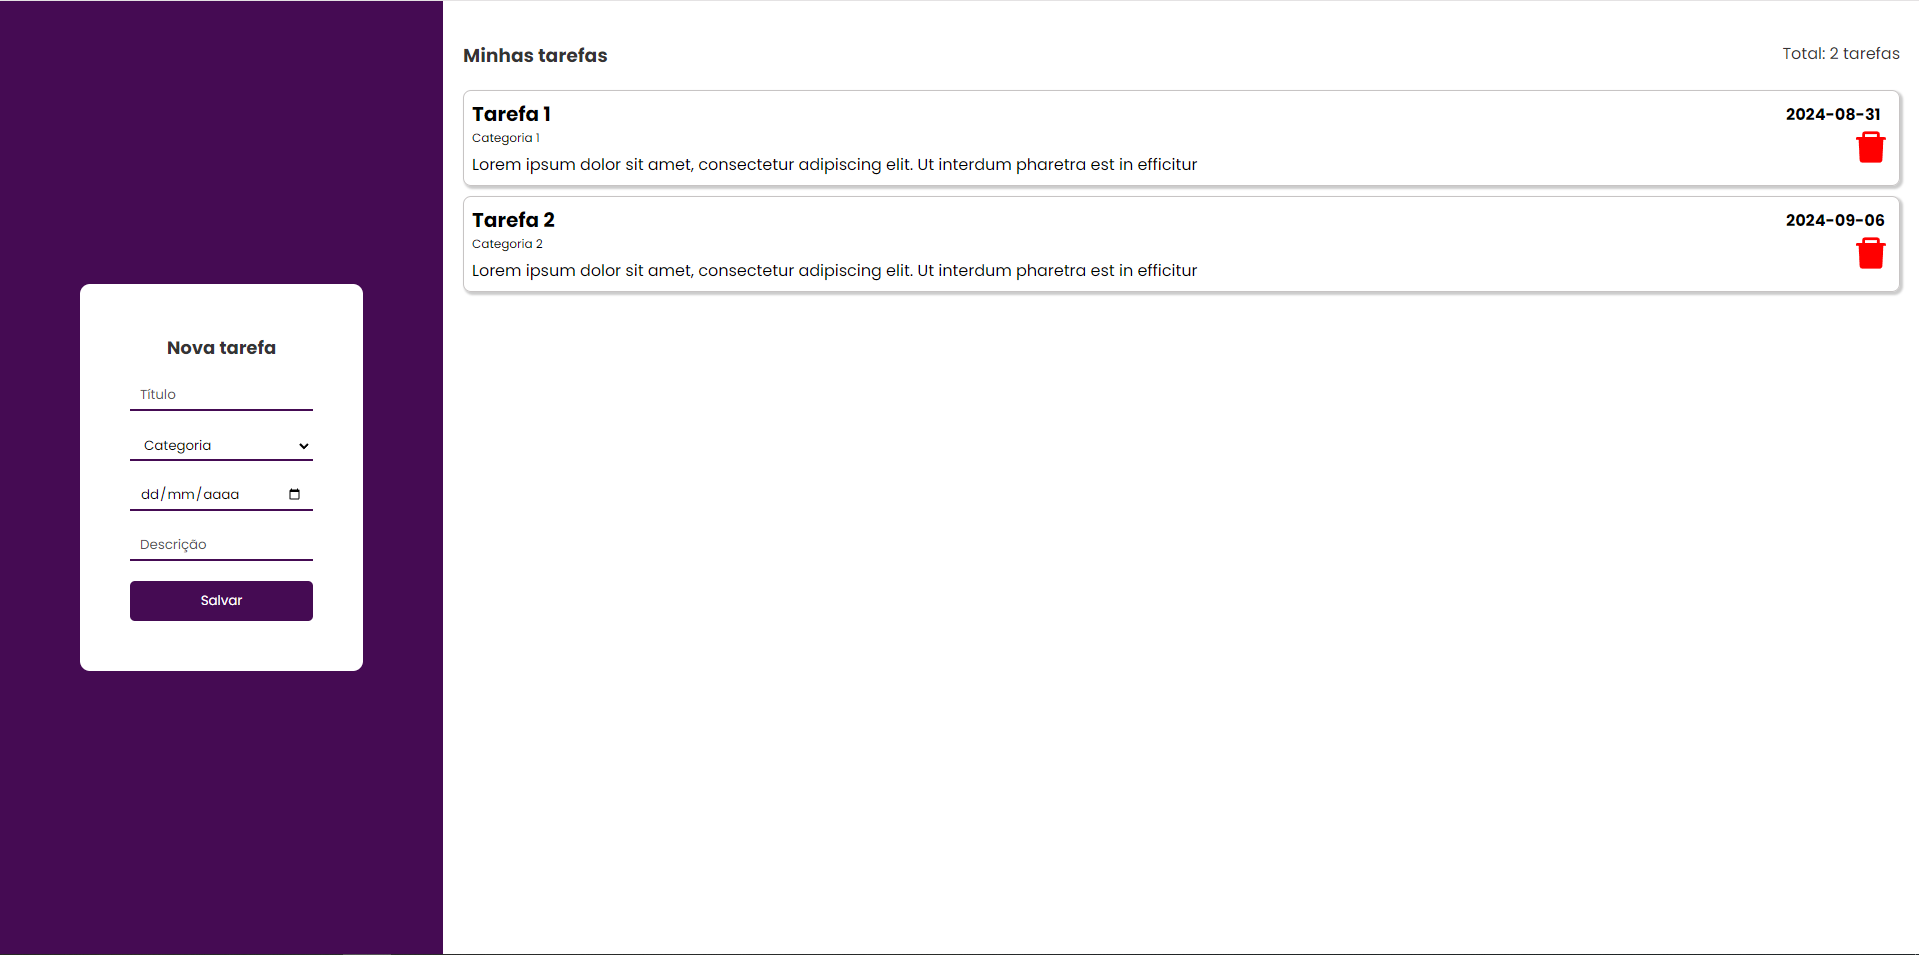 Nova tarefa
Título
Categoria
dd/mm/aaaa
Descrição
Salvar
Minhas tarefas
Total: 2 tarefas
Tarefa 1
2024-08-31
Categoria 1
Lorem ipsum dolor sit amet, consectetur adipiscing elit. Ut interdum pharetra est in efficitur
Tarefa 2
2024-09-06
Categoria 2
Lorem ipsum dolor sit amet, consectetur adipiscing elit. Ut interdum pharetra est in efficitur